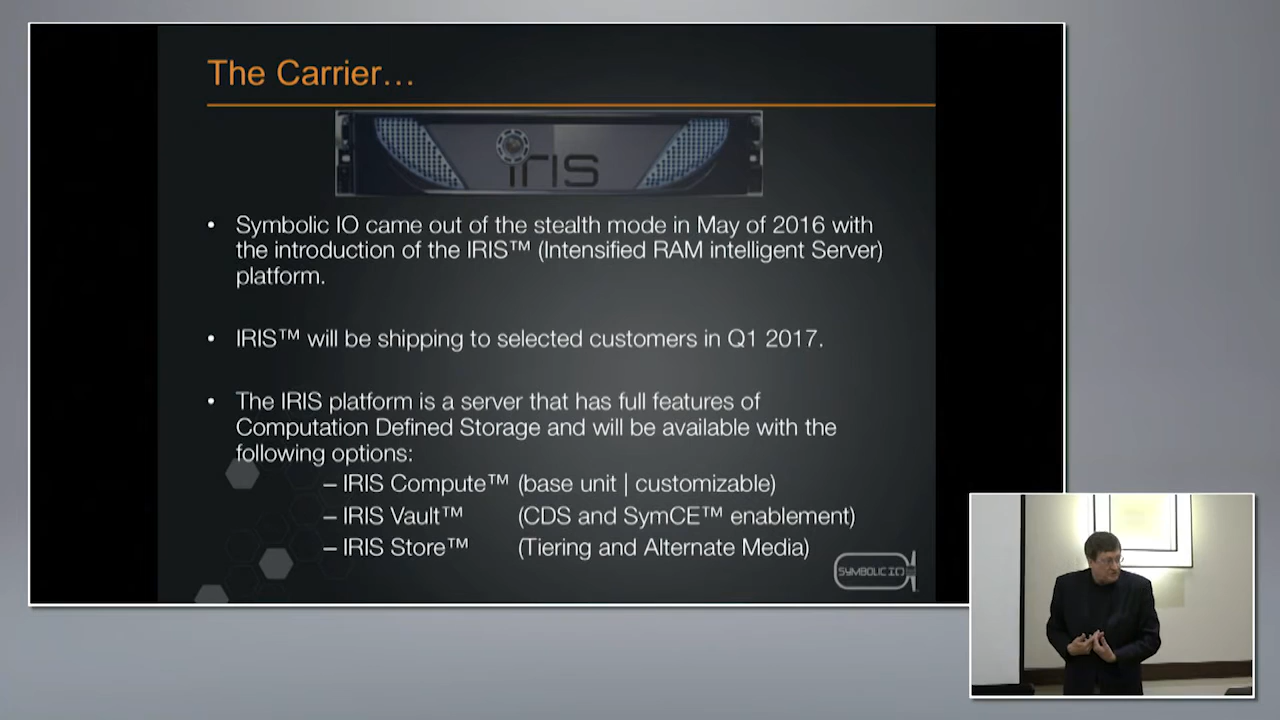 The Carrier…
iris
• Symbolic IO came out of the stealth mode in May of 2016 with
the introduction of the IRIS™ (Intensified RAM intelligent Server)
platform.
• IRIS™ will be shipping to selected customers in Q1 2017.
• The IRIS platform is a server that has full features of
Computation Defined Storage and will be available with the
following options:
– IRIS Compute™ (base unit | customizable)
– IRIS Vault™ (CDS and SymCE™ enablement)
– IRIS Store™ (Tiering and Alternate Media)
SYMBOLIC IO